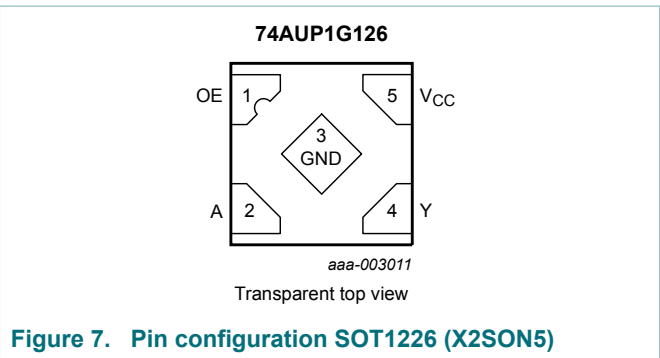 74AUP1G126
OE 1 5 VCC
3
GND
A 2 4 Y
aaa-003011
Transparent top view
Figure 7. Pin configuration SOT1226 (X2SON5)